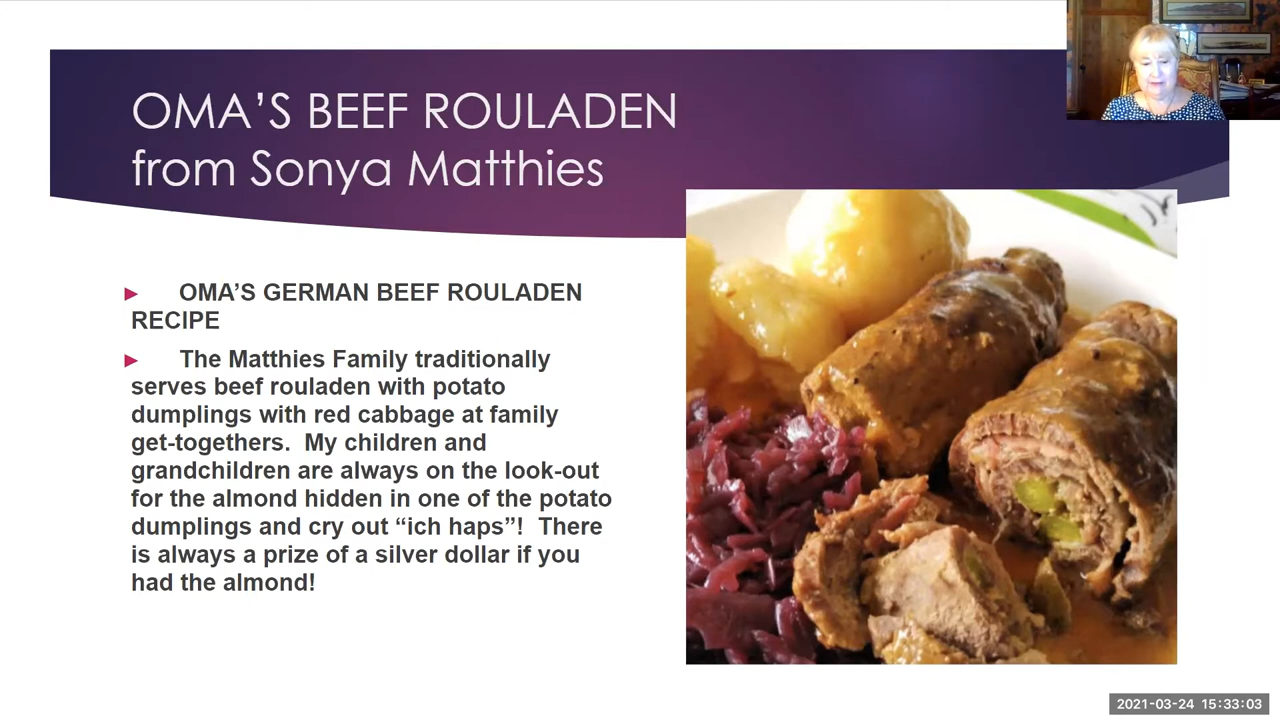 OMA’S BEEF ROULADEN
from Sonya Matthies
OMA’S GERMAN BEEF ROULADEN
RECIPE
The Matthies Family traditionally
serves beef rouladen with potato
dumplings with red cabbage at family
get-togethers.  My children and
grandchildren are always on the look-out
for the almond hidden in one of the potato
dumplings and cry out “ich haps”!  There
is always a prize of a silver dollar if you
had the almond!
2021-03-24 15:33:03